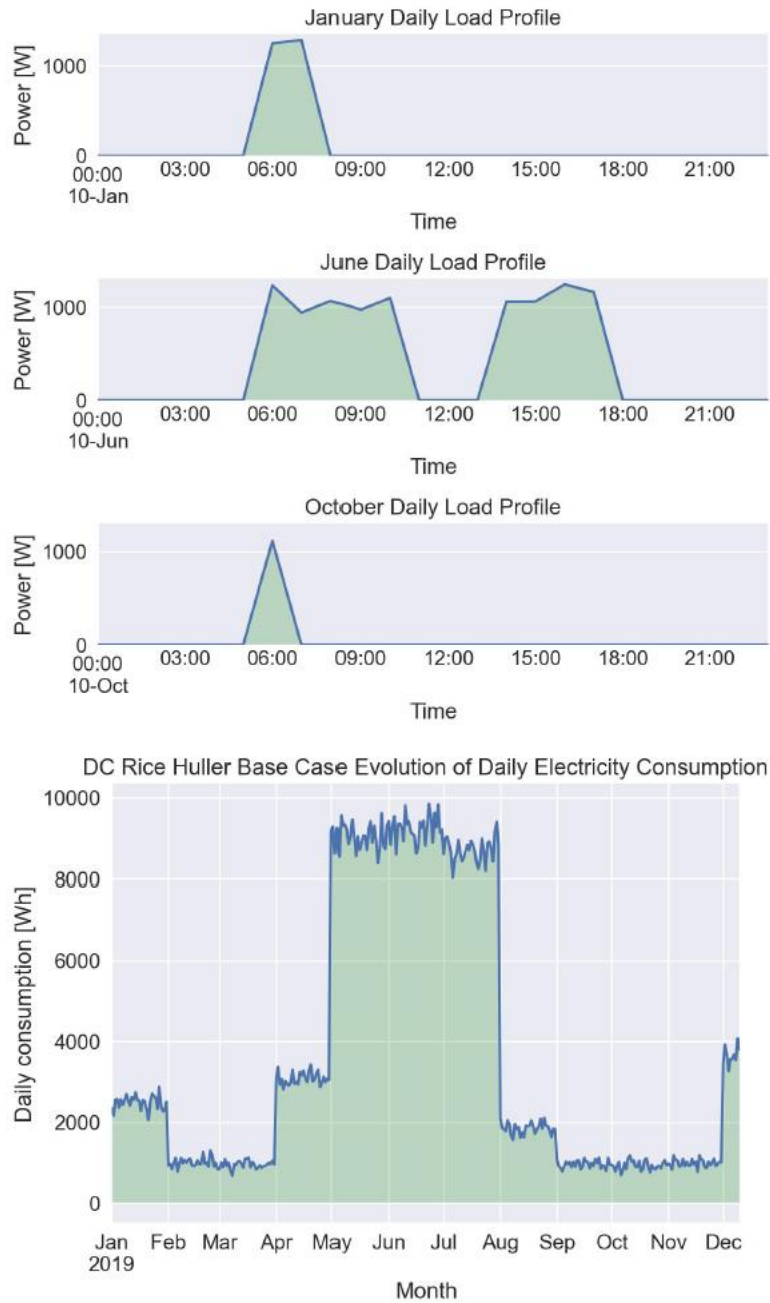 January Daily Load Profile
Power [W]
1000
0
00:00 03:00 06:00 09:00 12:00 15:00 18:00 21:00
10-Jan
Time
June Daily Load Profile
Power [W]
1000
0
00:00 03:00 06:00 09:00 12:00 15:00 18:00 21:00
10-Jun
Time
October Daily Load Profile
Power [W]
1000
0
00:00 03:00 06:00 09:00 12:00 15:00 18:00 21:00
10-Oct
Time
DC Rice Huller Base Case Evolution of Daily Electricity Consumption
Daily consumption [Wh]
10000
8000
6000
4000
2000
0
Jan Feb Mar Apr May Jun Jul Aug Sep Oct Nov Dec
2019
Month